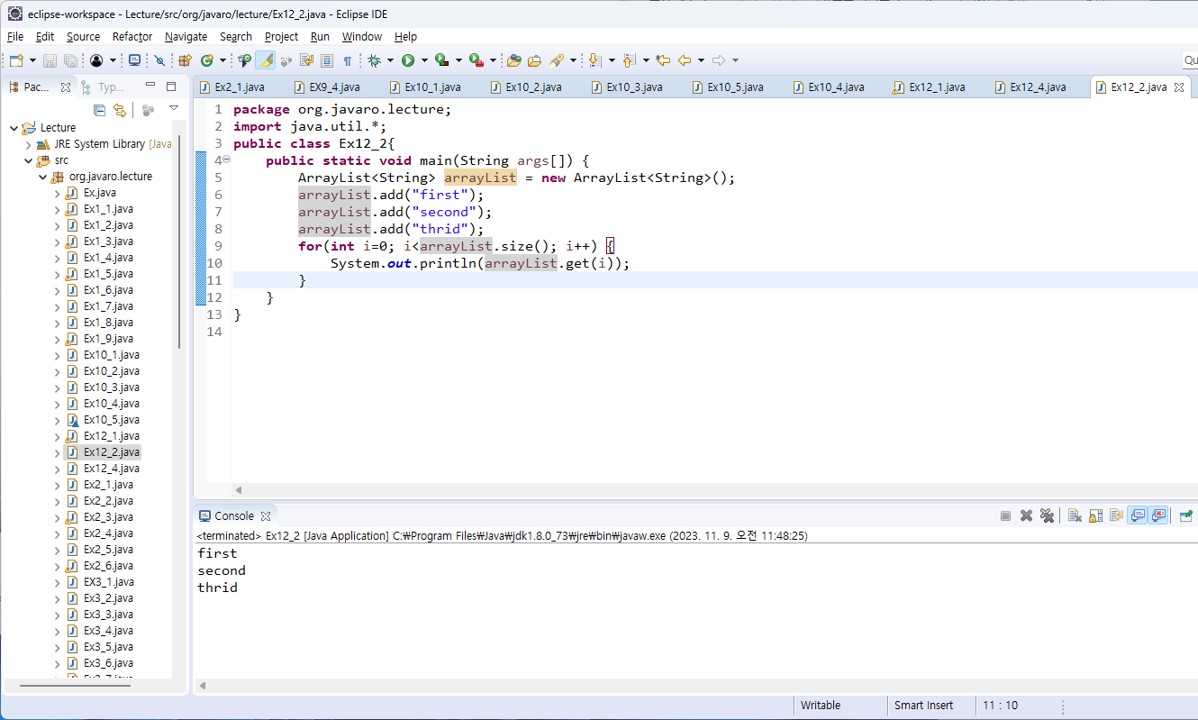 eclipse-workspace - Lecture/src/org/javaro/lecture/Ex12_2.java - Eclipse IDE
File Edit Source Refactor Navigate Search Project Run Window Help
Qu
Pac... Typ...
Lecture
JRE System Library [Java
src
org.javaro.lecture
Ex.java
Ex1_1.java
Ex1_2.java
Ex1_3.java
Ex1_4.java
Ex1_5.java
Ex1_6.java
Ex1_7.java
Ex1_8.java
Ex1_9.java
Ex10_1.java
Ex10_2.java
Ex10_3.java
Ex10_4.java
Ex10_5.java
Ex12_1.java
Ex12_2.java
Ex12_4.java
Ex2_1.java
Ex2_2.java
Ex2_3.java
Ex2_4.java
Ex2_5.java
Ex2_6.java
EX3_1.java
Ex3_2.java
Ex3_3.java
Ex3_4.java
Ex3_5.java
Ex3_6.java
Ex2_1.java EX9_4.java Ex10_1.java Ex10_2.java Ex10_3.java Ex10_5.java Ex10_4.java Ex12_1.java Ex12_4.java Ex12_2.java
1 package org.javaro.lecture;
2 import java.util.*;
3 public class Ex12_2{
4 public static void main(String args[]) {
5 ArrayList<String> arrayList = new ArrayList<String>();
6 arrayList.add("first");
7 arrayList.add("second");
8 arrayList.add("thrid");
9 for(int i=0; i<arrayList.size(); i++) {
10 System.out.println(arrayList.get(i));
11 }
12 }
13 }
14
Console
<terminated> Ex12_2 [Java Application] C:₩Program Files₩Java₩jdk1.8.0_73₩jre₩bin₩javaw.exe (2023. 11. 9. 오전 11:48:25)
first
second
thrid
Writable Smart Insert 11 : 10